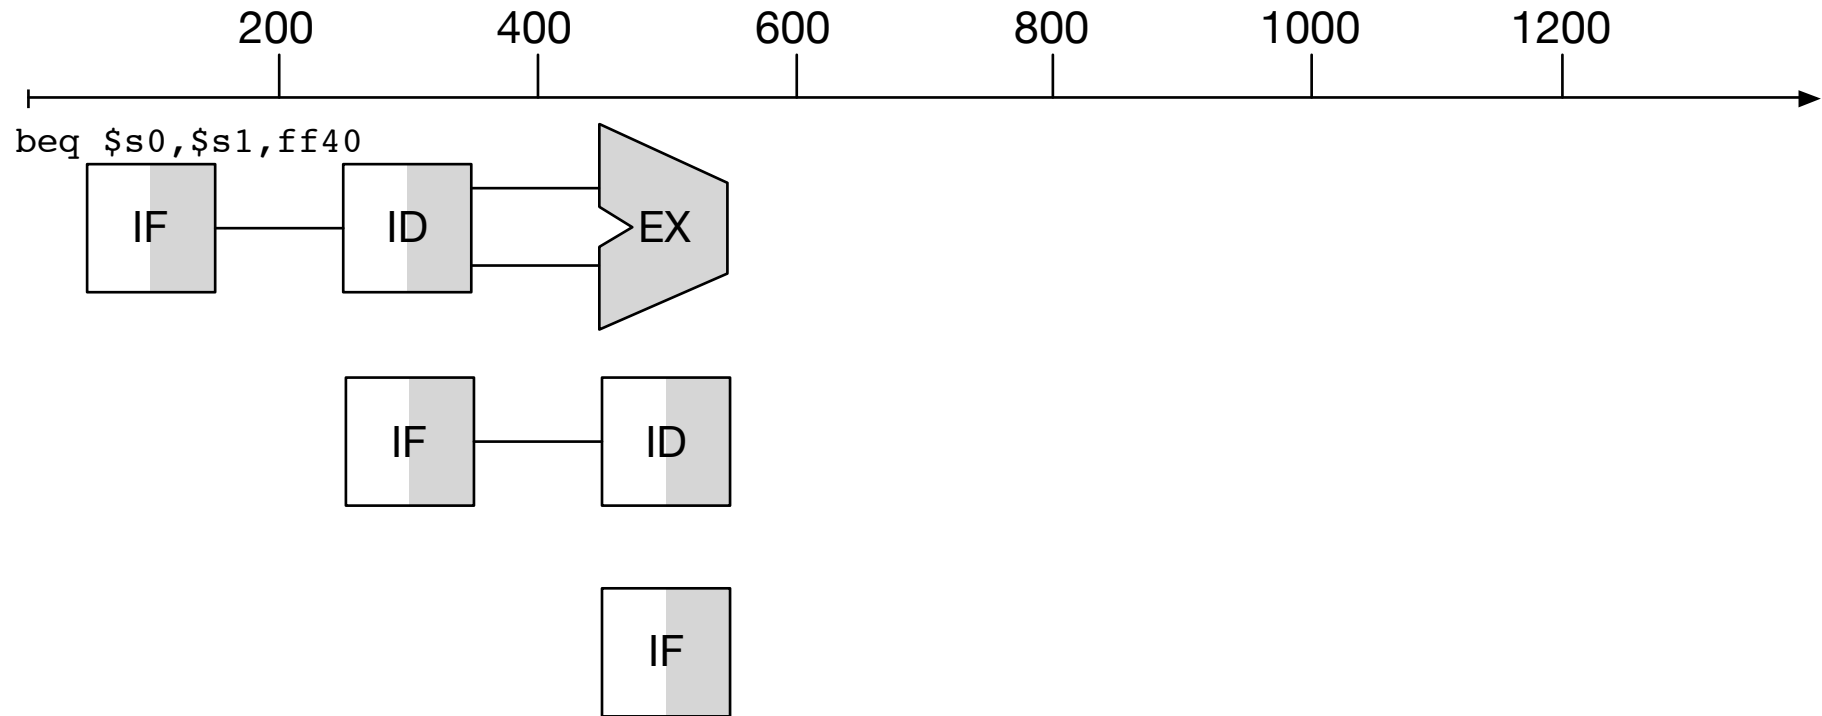 200 400 600 800 1000 1200
beq $s0,$s1,ff40
IF ID EX
IF ID
IF